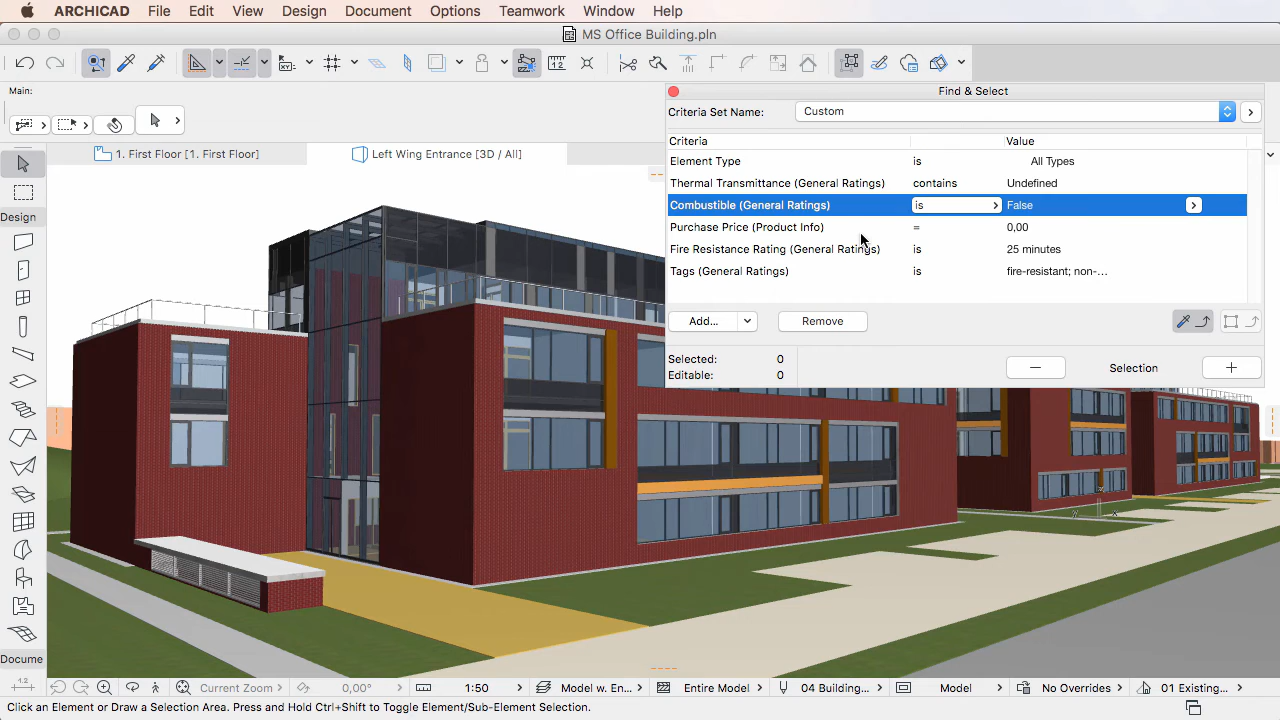 ARCHICAD File Edit View Design Document Options Teamwork Window Help
MS Office Building.pln
Main:
1. First Floor [1. First Floor]
Left Wing Entrance [3D / All]
Find & Select
Criteria Set Name: Custom
Criteria Value
Element Type is All Types
Thermal Transmittance (General Ratings) contains Undefined
Combustible (General Ratings) is False
Purchase Price (Product Info) = 0,00
Fire Resistance Rating (General Ratings) is 25 minutes
Tags (General Ratings) is fire-resistant; non-...
Add... Remove
Selected: 0
Editable: 0
Selection
Design
Docume
Current Zoom 0,00° 1:50 Model w. En... Entire Model 04 Building... Model No Overrides 01 Existing...
Click an Element or Draw a Selection Area. Press and Hold Ctrl+Shift to Toggle Element/Sub-Element Selection.